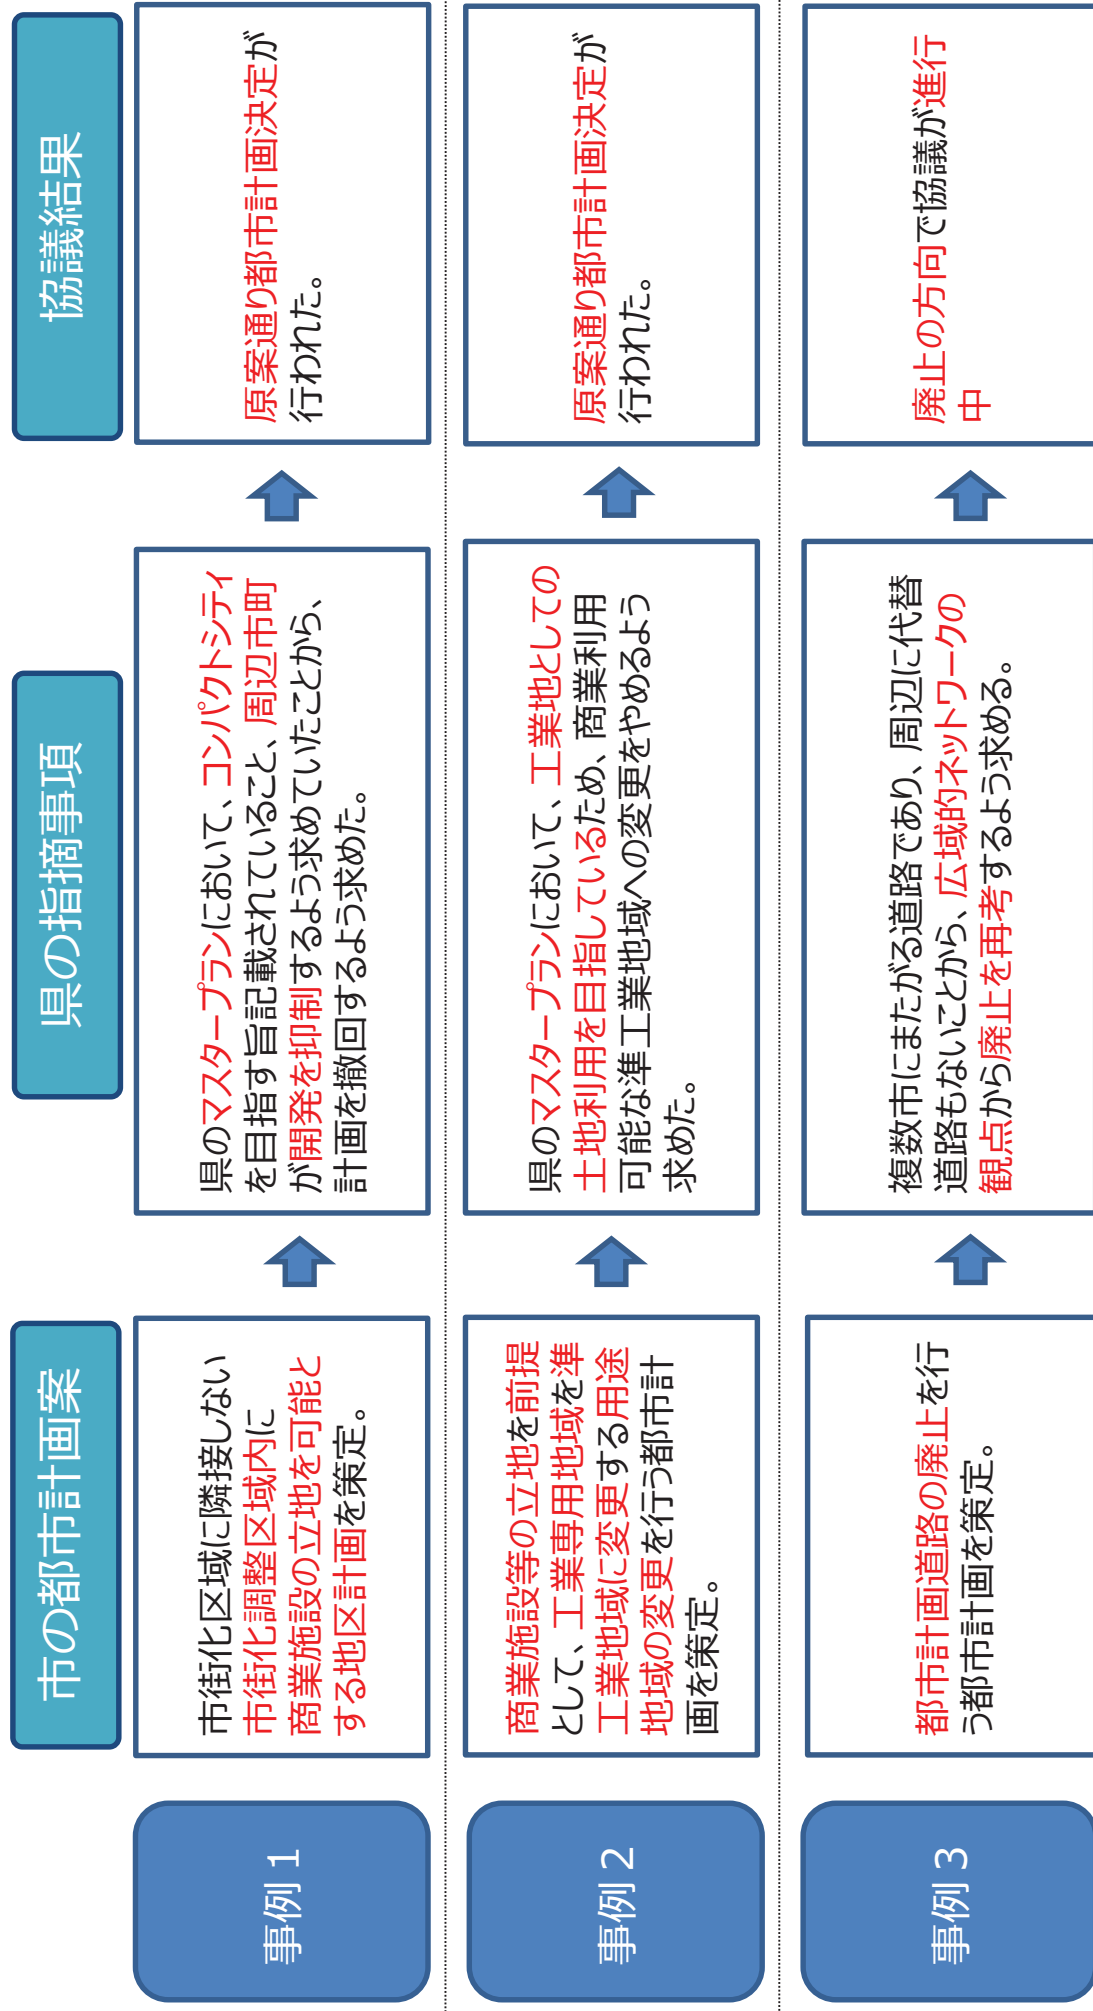 市の都市計画案
県の指摘事項
協議結果
事例１
市街化区域に隣接しない
市街化調整区域内に
商業施設の立地を可能と
する地区計画を策定。
県のマスタープランにおいて、コンパクトシティ
を目指す旨記載されていること、周辺市町
が開発を抑制するよう求めていたことから、
計画を撤回するよう求めた。
原案通り都市計画決定が
行われた。
事例２
商業施設等の立地を前提
として、工業専用地域を準
工業地域に変更する用途
地域の変更を行う都市計
画を策定。
県のマスタープランにおいて、工業地としての
土地利用を目指しているため、商業利用
可能な準工業地域への変更をやめるよう
求めた。
原案通り都市計画決定が
行われた。
事例３
都市計画道路の廃止を行
う都市計画を策定。
複数市にまたがる道路であり、周辺に代替
道路もないことから、広域的ネットワークの
観点から廃止を再考するよう求める。
廃止の方向で協議が進行
中